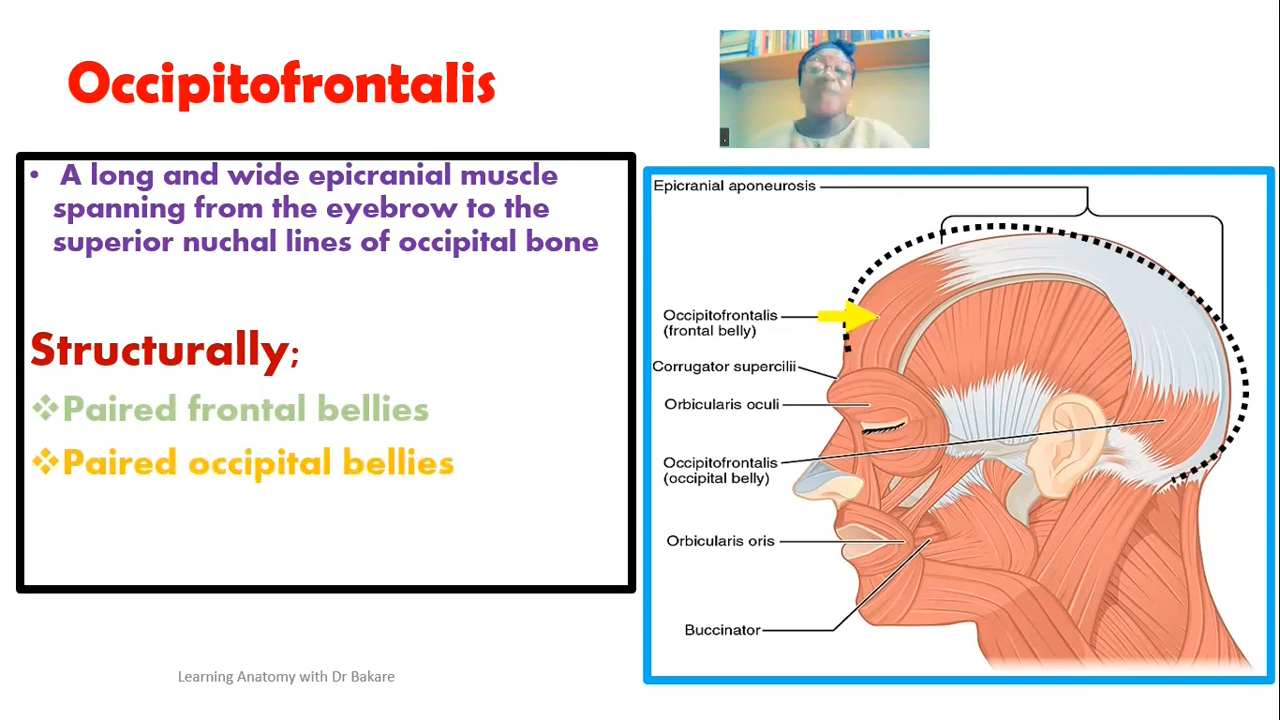 Occipitofrontalis
• A long and wide epicranial muscle
spanning from the eyebrow to the
superior nuchal lines of occipital bone
Structurally;
❖Paired frontal bellies
❖Paired occipital bellies
Epicranial aponeurosis
Occipitofrontalis
(frontal belly)
Corrugator supercilii
Orbicularis oculi
Occipitofrontalis
(occipital belly)
Orbicularis oris
Buccinator
Learning Anatomy with Dr Bakare